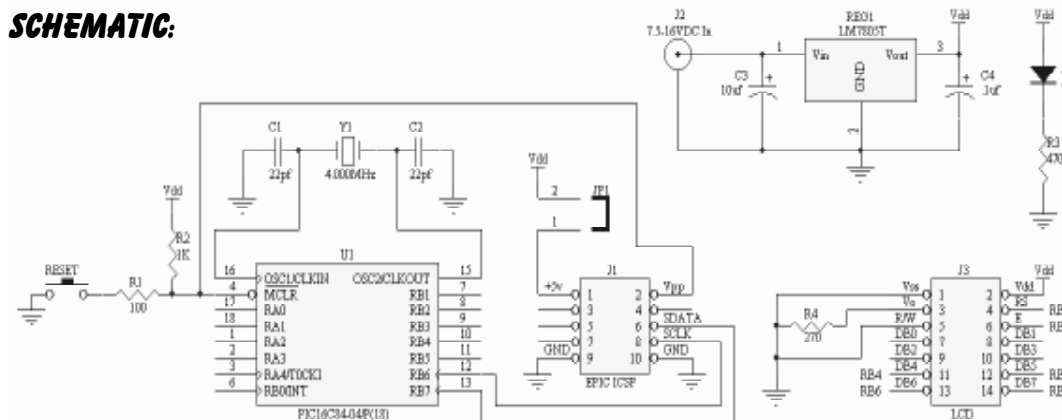 SCHEMATIC:
J2
7.5-16VDC In
REG1
LM7805T
Vdd
Vdd
1
Vin
Vout
3
GND
2
C3
10uf
+
C4
.1uf
+
R3
470
C1
22pf
Y1
4.000MHz
C2
22pf
Vdd
2
JP1
1
Vdd
R2
1K
RESET
R1
100
U1
16 OSC1/CLKIN OSC2/CLKOUT 15
4 MCLR RB1 7
17 RA0 RB2 8
18 RA1 RB3 9
1 RA2 RB4 10
2 RA3 RB5 11
3 RA4/T0CKI RB6 12
6 RB0/INT RB7 13
PIC16C84-04/P(18)
J1
+5v 1 2 Vpp
3 4
5 6 SDATA
7 8 SCLK
GND 9 10 GND
EPIC ICSP
R4
270
J3
Vss 1 2 Vdd Vdd
Vo 3 4 RS
R/W 5 6 E
DB0 7 8 DB1
DB2 9 10 DB3
RB4 DB4 11 12 DB5
RB6 DB6 13 14 DB7
LCD